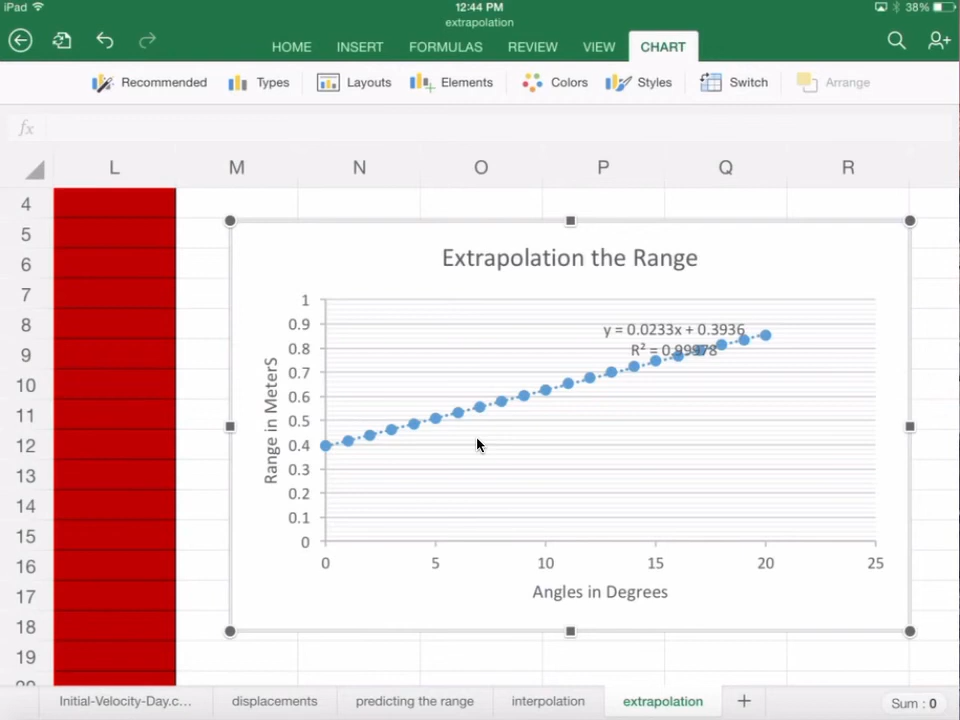 iPad 12:44 PM 38%
extrapolation
HOME INSERT FORMULAS REVIEW VIEW CHART
Recommended Types Layouts Elements Colors Styles Switch Arrange
fx
L M N O P Q R
4
5
6
7
8
9
10
11
12
13
14
15
16
17
18
19
Extrapolation the Range
1
0.9
0.8
0.7
0.6
0.5
0.4
0.3
0.2
0.1
0
Range in MeterS
y = 0.0233x + 0.3936
R² = 0.99978
0 5 10 15 20 25
Angles in Degrees
Initial-Velocity-Day.c... displacements predicting the range interpolation extrapolation + Sum : 0